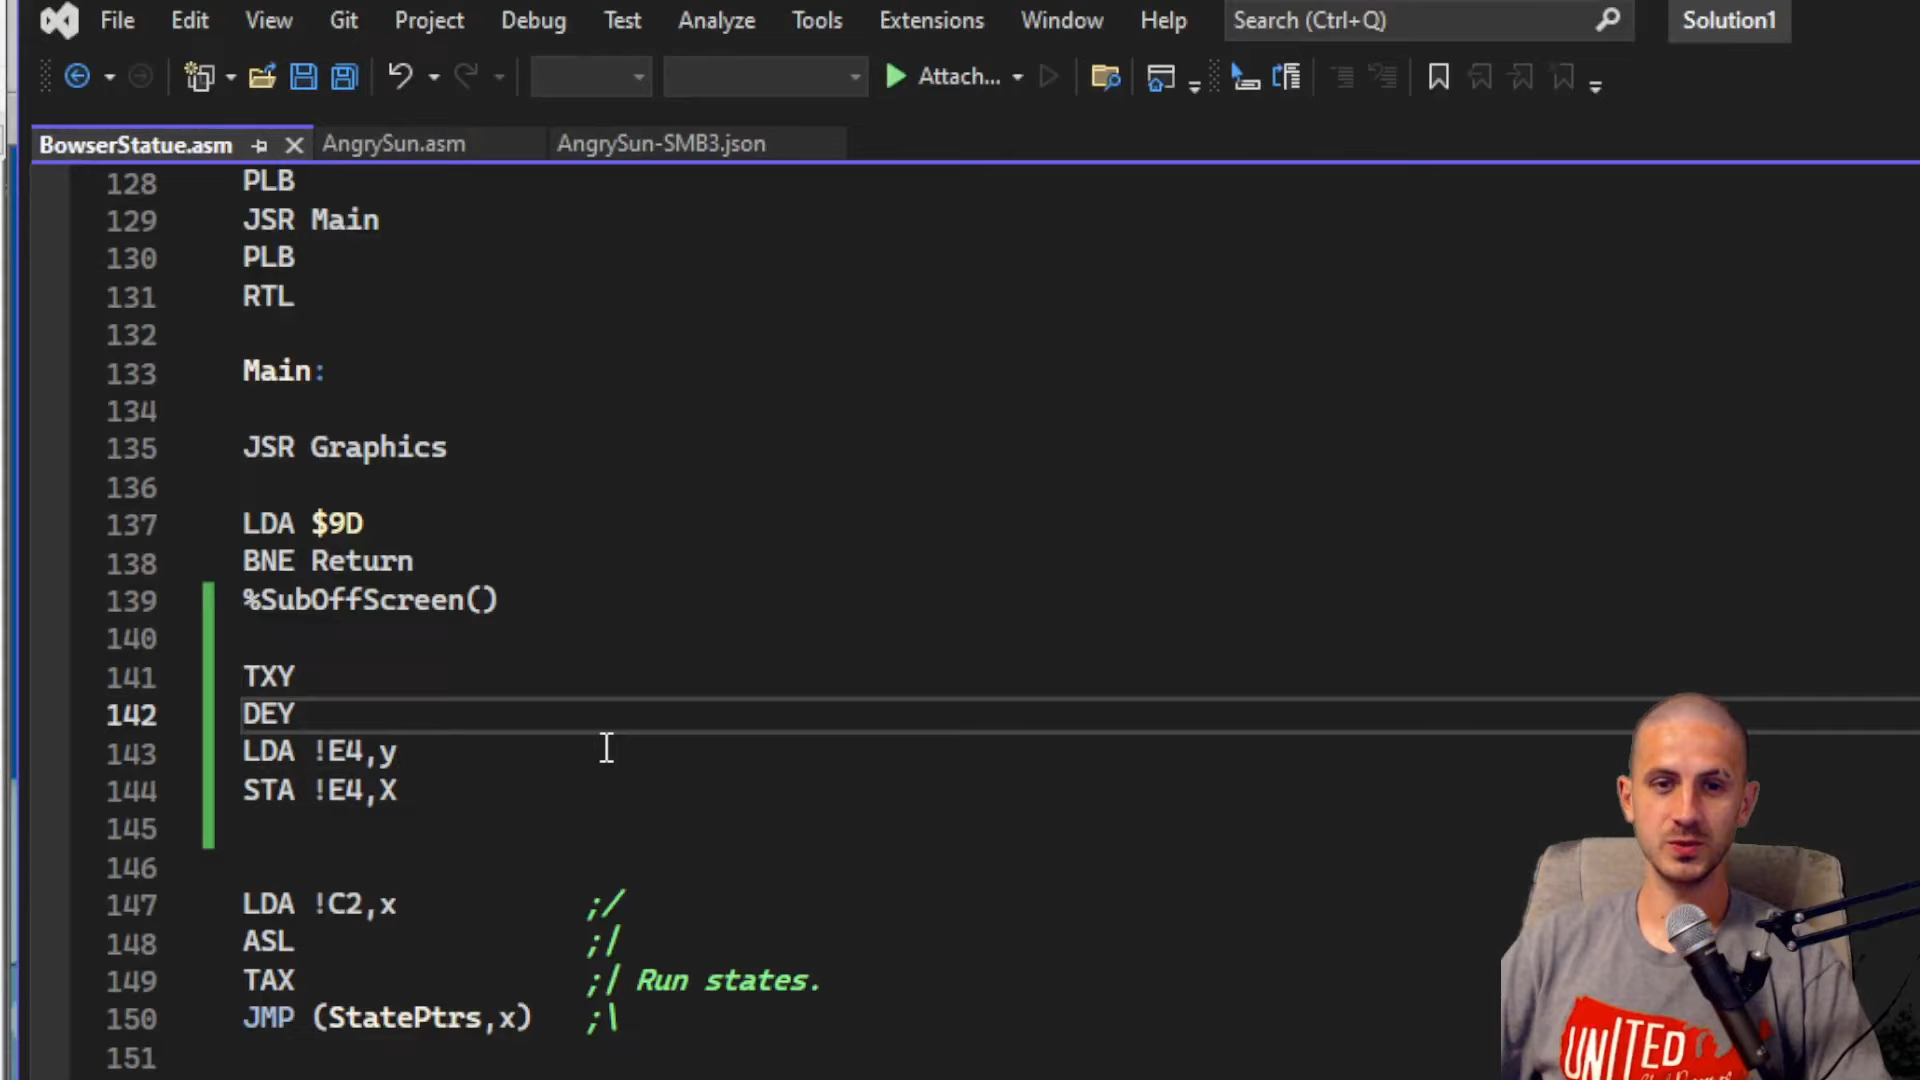 File Edit View Git Project Debug Test Analyze Tools Extensions Window Help Search (Ctrl+Q) Solution1
Attach...
BowserStatue.asm AngrySun.asm AngrySun-SMB3.json
128 PLB
129 JSR Main
130 PLB
131 RTL
132
133 Main:
134
135 JSR Graphics
136
137 LDA $9D
138 BNE Return
139 %SubOffScreen()
140
141 TXY
142 DEY
143 LDA !E4,y
144 STA !E4,X
145
146
147 LDA !C2,x ;/
148 ASL ;|
149 TAX ;| Run states.
150 JMP (StatePtrs,x) ;\
151
UNITED